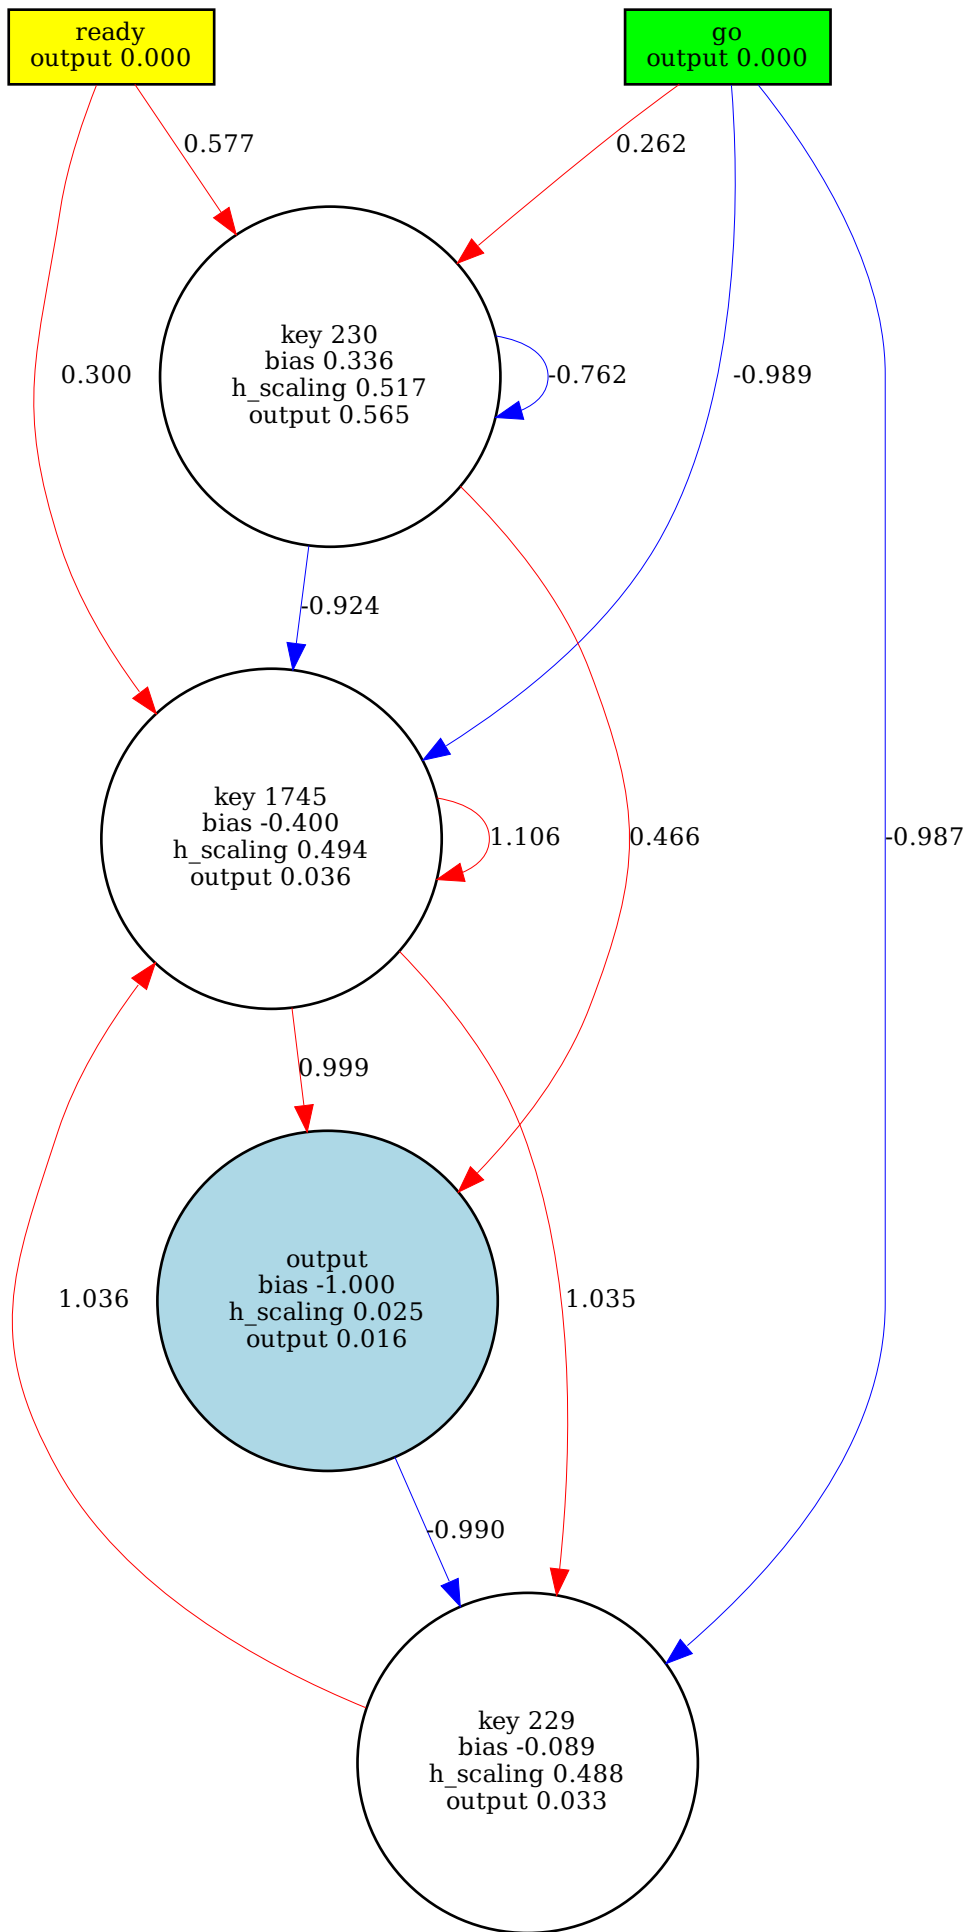 ready
output 0.000
go
output 0.000
0.577
0.262
key 230
bias 0.336
h_scaling 0.517
output 0.565
0.300
-0.762
-0.989
-0.924
key 1745
bias -0.400
h_scaling 0.494
output 0.036
1.106
0.466
-0.987
0.999
output
bias -1.000
h_scaling 0.025
output 0.016
1.036
1.035
-0.990
key 229
bias -0.089
h_scaling 0.488
output 0.033